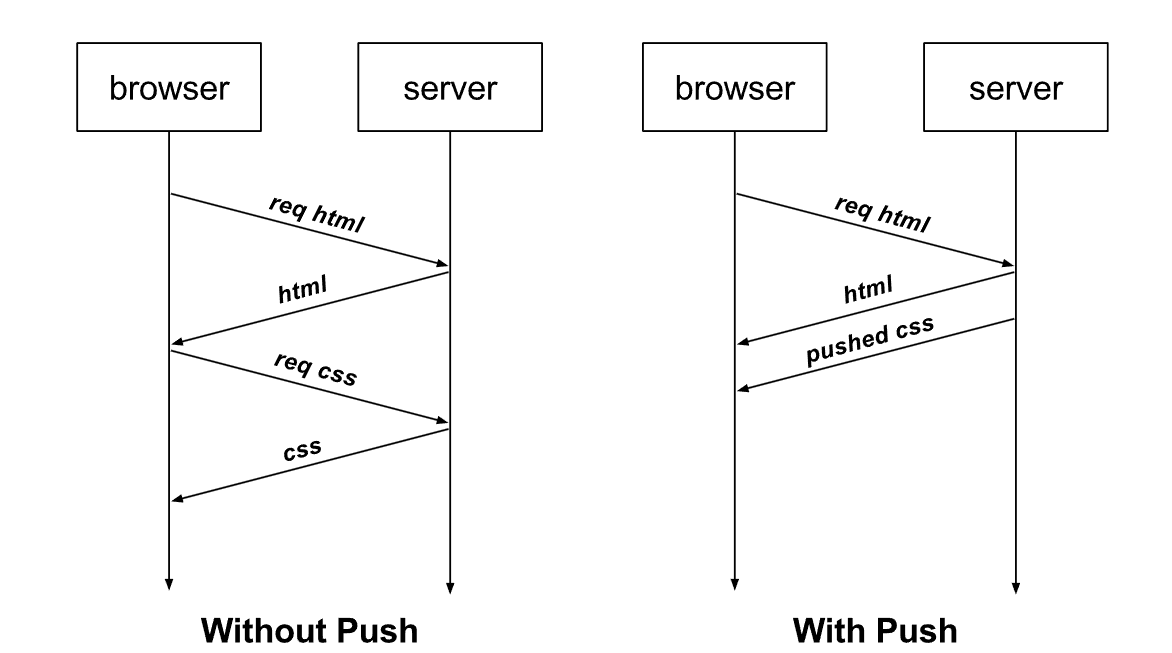 browser
server
req html
html
req css
css
Without Push
browser
server
req html
html
pushed css
With Push